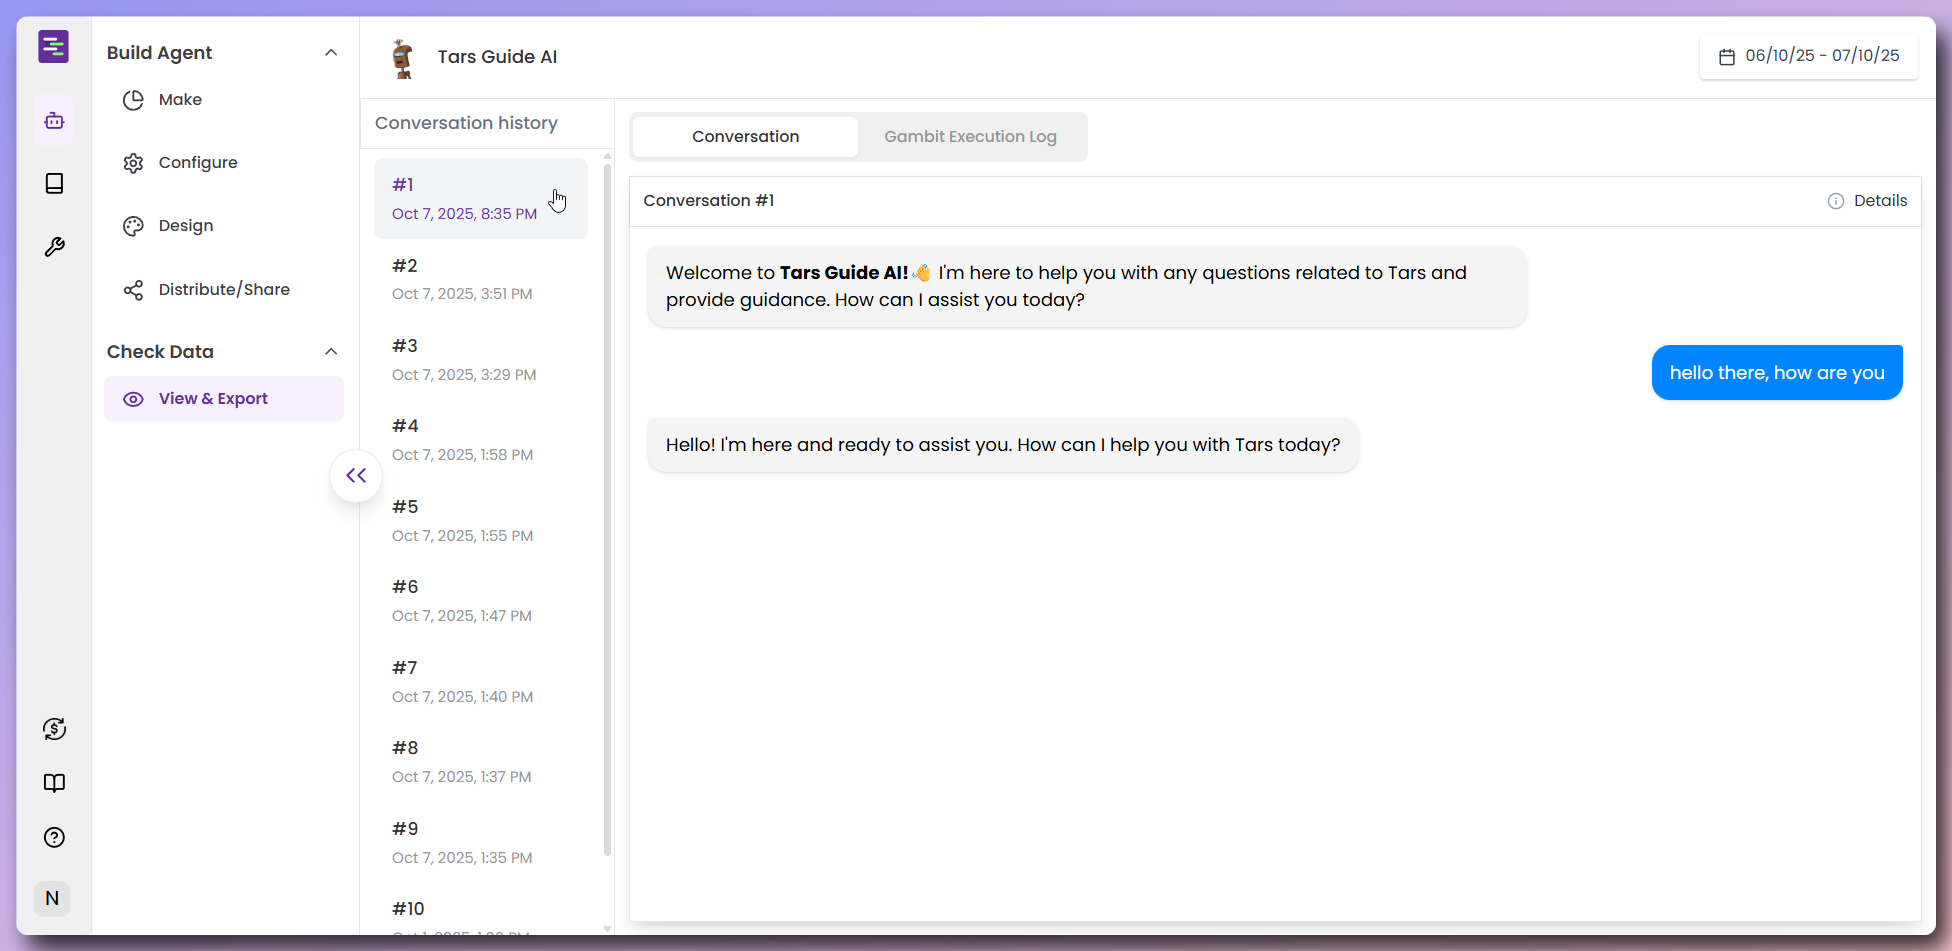 Build Agent
Make
Configure
Design
Distribute/Share
Check Data
View & Export
N
Tars Guide AI
06/10/25 - 07/10/25
Conversation history
#1
Oct 7, 2025, 8:35 PM
#2
Oct 7, 2025, 3:51 PM
#3
Oct 7, 2025, 3:29 PM
#4
Oct 7, 2025, 1:58 PM
#5
Oct 7, 2025, 1:55 PM
#6
Oct 7, 2025, 1:47 PM
#7
Oct 7, 2025, 1:40 PM
#8
Oct 7, 2025, 1:37 PM
#9
Oct 7, 2025, 1:35 PM
#10
Conversation
Gambit Execution Log
Conversation #1
Details
Welcome to Tars Guide AI!👋 I'm here to help you with any questions related to Tars and
provide guidance. How can I assist you today?
hello there, how are you
Hello! I'm here and ready to assist you. How can I help you with Tars today?